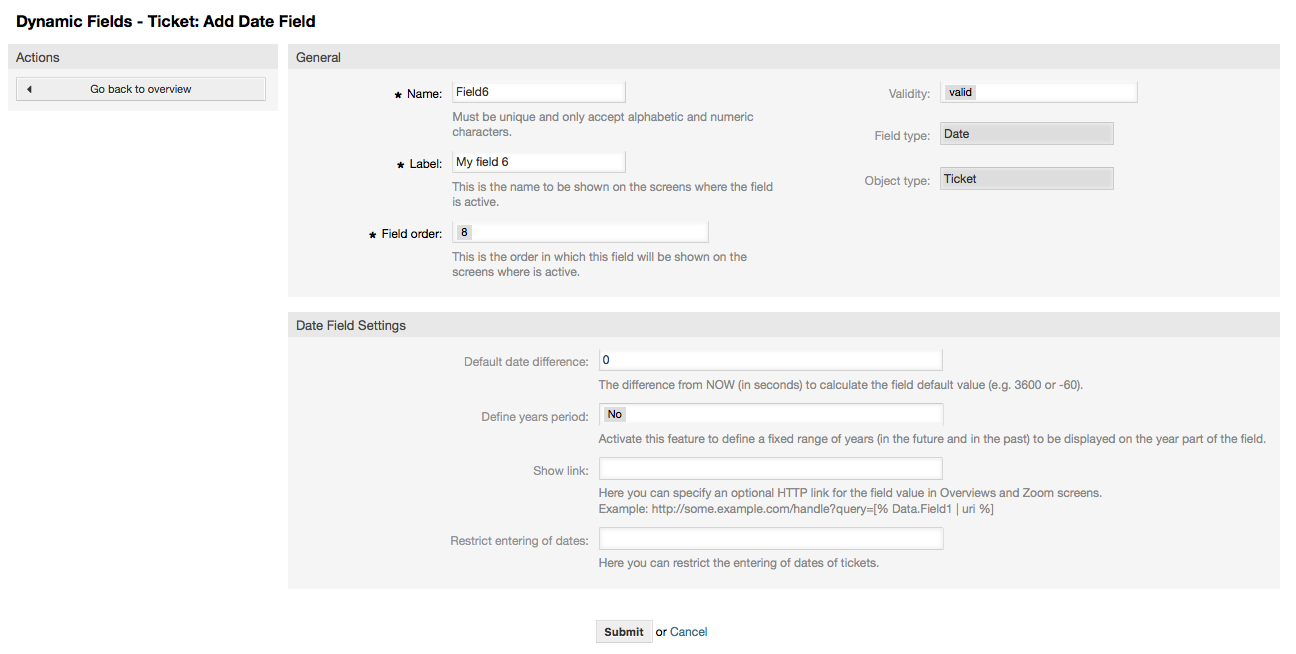 Dynamic Fields - Ticket: Add Date Field
Actions
Go back to overview
General
★ Name: Field6
Must be unique and only accept alphabetic and numeric
characters.
★ Label: My field 6
This is the name to be shown on the screens where the field
is active.
★ Field order: 8
This is the order in which this field will be shown on the
screens where is active.
Validity: valid
Field type: Date
Object type: Ticket
Date Field Settings
Default date difference: 0
The difference from NOW (in seconds) to calculate the field default value (e.g. 3600 or -60).
Define years period: No
Activate this feature to define a fixed range of years (in the future and in the past) to be displayed on the year part of the field.
Show link:
Here you can specify an optional HTTP link for the field value in Overviews and Zoom screens.
Example: http://some.example.com/handle?query=[% Data.Field1 | uri %]
Restrict entering of dates:
Here you can restrict the entering of dates of tickets.
Submit or Cancel